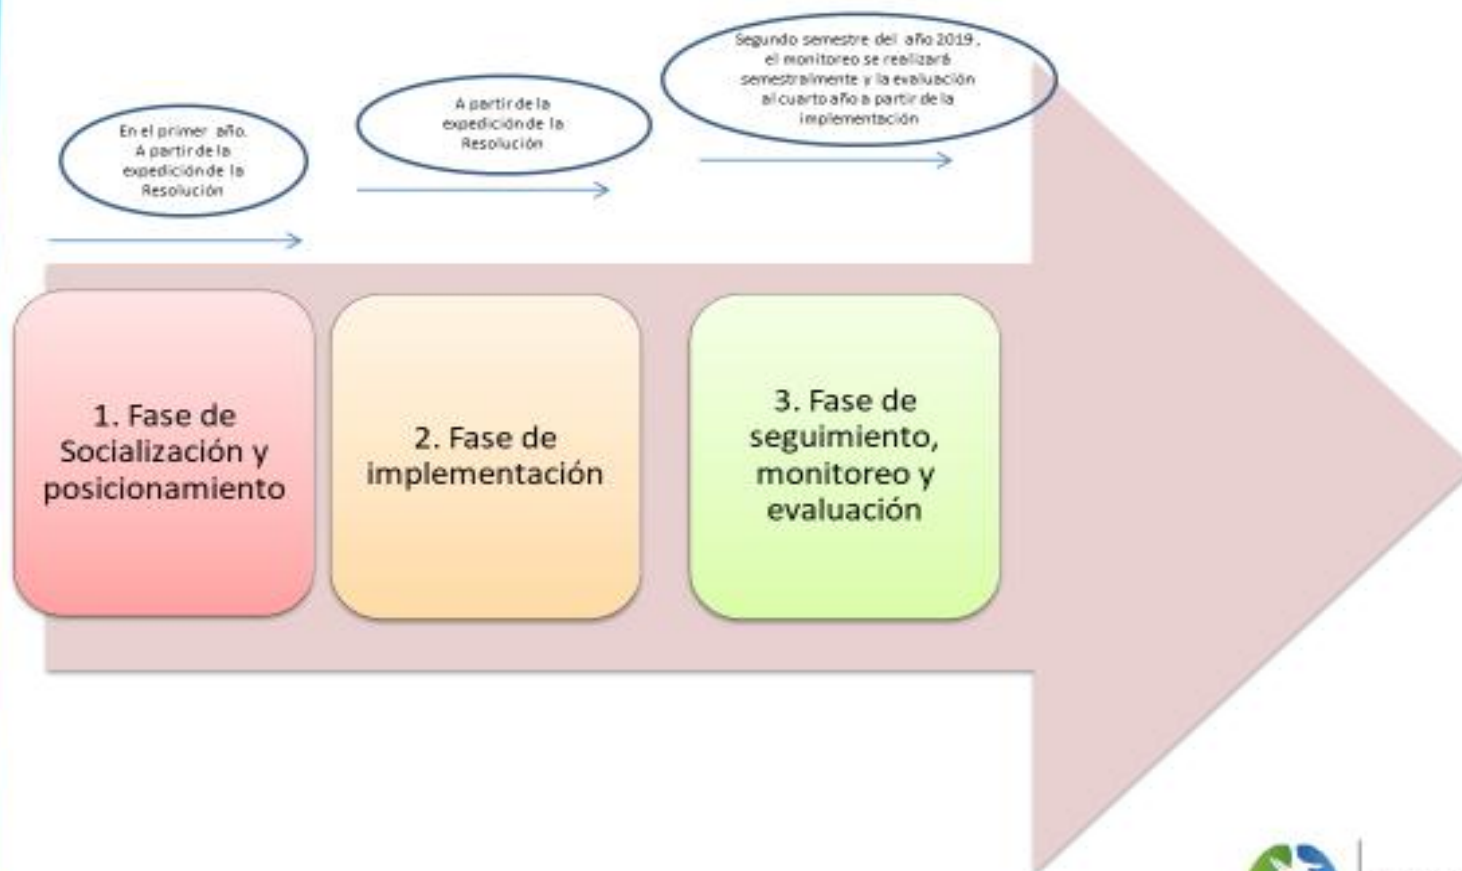 En el primer año.
A partir de la
expedición de la
Resolución
A partir de la
expedición de la
Resolución
Segundo semestre del año 2019,
el monitoreo se realizará
semestralmente y la evaluación
al cuarto año a partir de la
implementación
1. Fase de
Socialización y
posicionamiento
2. Fase de
implementación
3. Fase de
seguimiento,
monitoreo y
evaluación